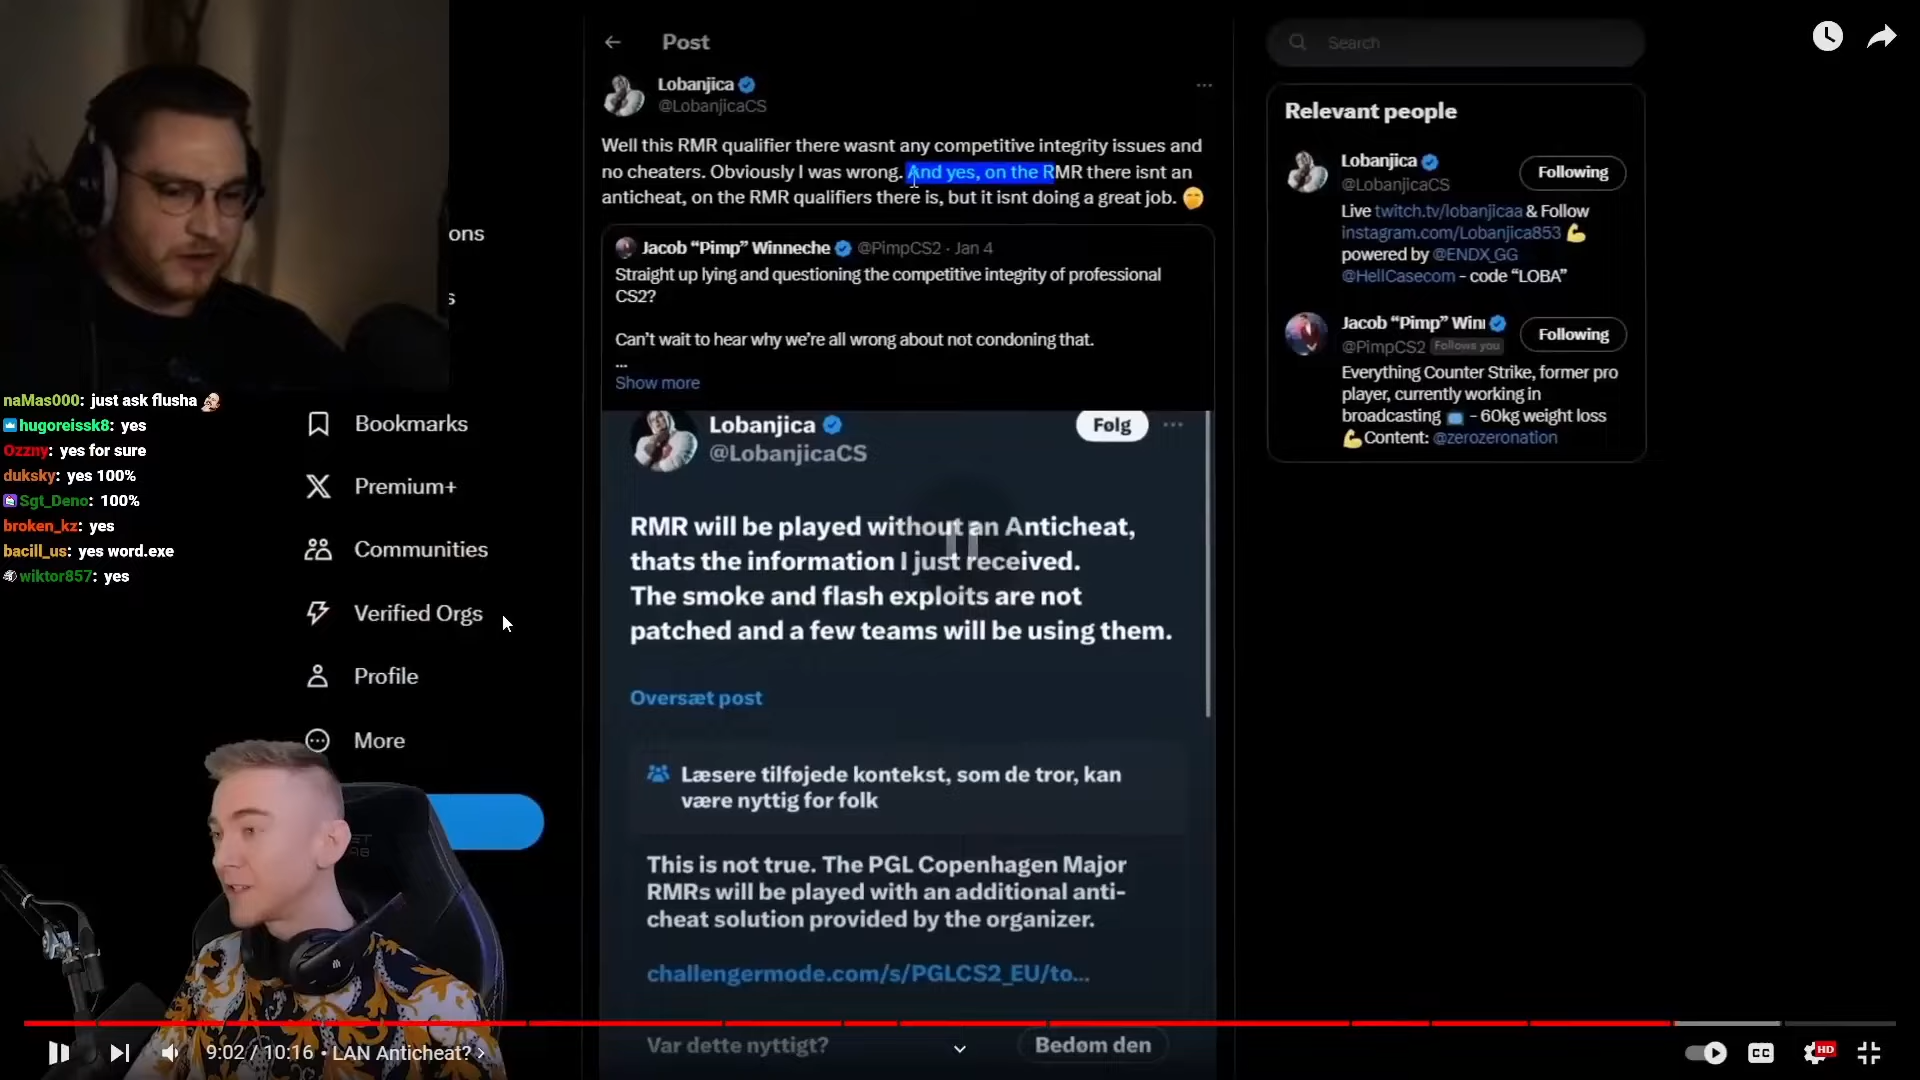 Post
Search
Lobanjica
@LobanjicaCS
Well this RMR qualifier there wasnt any competitive integrity issues and
no cheaters. Obviously I was wrong. And yes, on the RMR there isnt an
anticheat, on the RMR qualifiers there is, but it isnt doing a great job.
Jacob “Pimp” Winneche @PimpCS2 · Jan 4
Straight up lying and questioning the competitive integrity of professional
CS2?
Can’t wait to hear why we’re all wrong about not condoning that.
...
Show more
Lobanjica
Følg
@LobanjicaCS
RMR will be played without an Anticheat,
thats the information I just received.
The smoke and flash exploits are not
patched and a few teams will be using them.
Oversæt post
Læsere tilføjede kontekst, som de tror, kan
være nyttig for folk
This is not true. The PGL Copenhagen Major
RMRs will be played with an additional anti-
cheat solution provided by the organizer.
challengermode.com/s/PGLCS2_EU/to...
Var dette nyttigt?
Bedøm den
Relevant people
Lobanjica
@LobanjicaCS
Following
Live twitch.tv/lobanjicaa & Follow
instagram.com/Lobanjica853
powered by @ENDX_GG
@HellCasecom - code “LOBA”
Jacob “Pimp” Winn
@PimpCS2 Follows you
Following
Everything Counter Strike, former pro
player, currently working in
broadcasting - 60kg weight loss
Content: @zerozeronation
ons
s
Bookmarks
Premium+
Communities
Verified Orgs
Profile
More
naMas000: just ask flusha
hugoreissk8: yes
Ozzny: yes for sure
duksky: yes 100%
Sgt_Deno: 100%
broken_kz: yes
bacill_us: yes word.exe
wiktor857: yes
9:02 / 10:16 • LAN Anticheat?
CC
HD